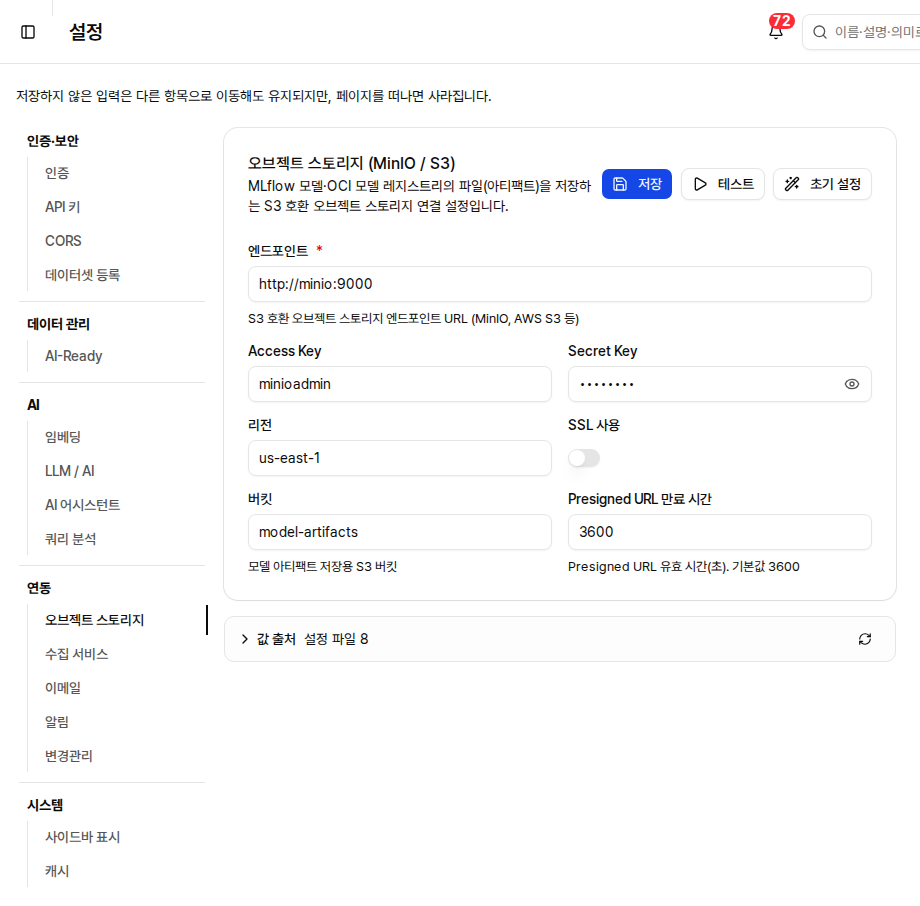 설정
72
이름·설명·의미로
저장하지 않은 입력은 다른 항목으로 이동해도 유지되지만, 페이지를 떠나면 사라집니다.
인증·보안
인증
API 키
CORS
데이터셋 등록
데이터 관리
AI-Ready
AI
임베딩
LLM / AI
AI 어시스턴트
쿼리 분석
연동
오브젝트 스토리지
수집 서비스
이메일
알림
변경관리
시스템
사이드바 표시
캐시
오브젝트 스토리지 (MinIO / S3)
MLflow 모델·OCI 모델 레지스트리의 파일(아티팩트)을 저장하
는 S3 호환 오브젝트 스토리지 연결 설정입니다.
저장
테스트
초기 설정
엔드포인트 *
http://minio:9000
S3 호환 오브젝트 스토리지 엔드포인트 URL (MinIO, AWS S3 등)
Access Key
Secret Key
minioadmin
••••••••
리전
SSL 사용
us-east-1
버킷
Presigned URL 만료 시간
model-artifacts
3600
모델 아티팩트 저장용 S3 버킷
Presigned URL 유효 시간(초). 기본값 3600
값 출처 설정 파일 8